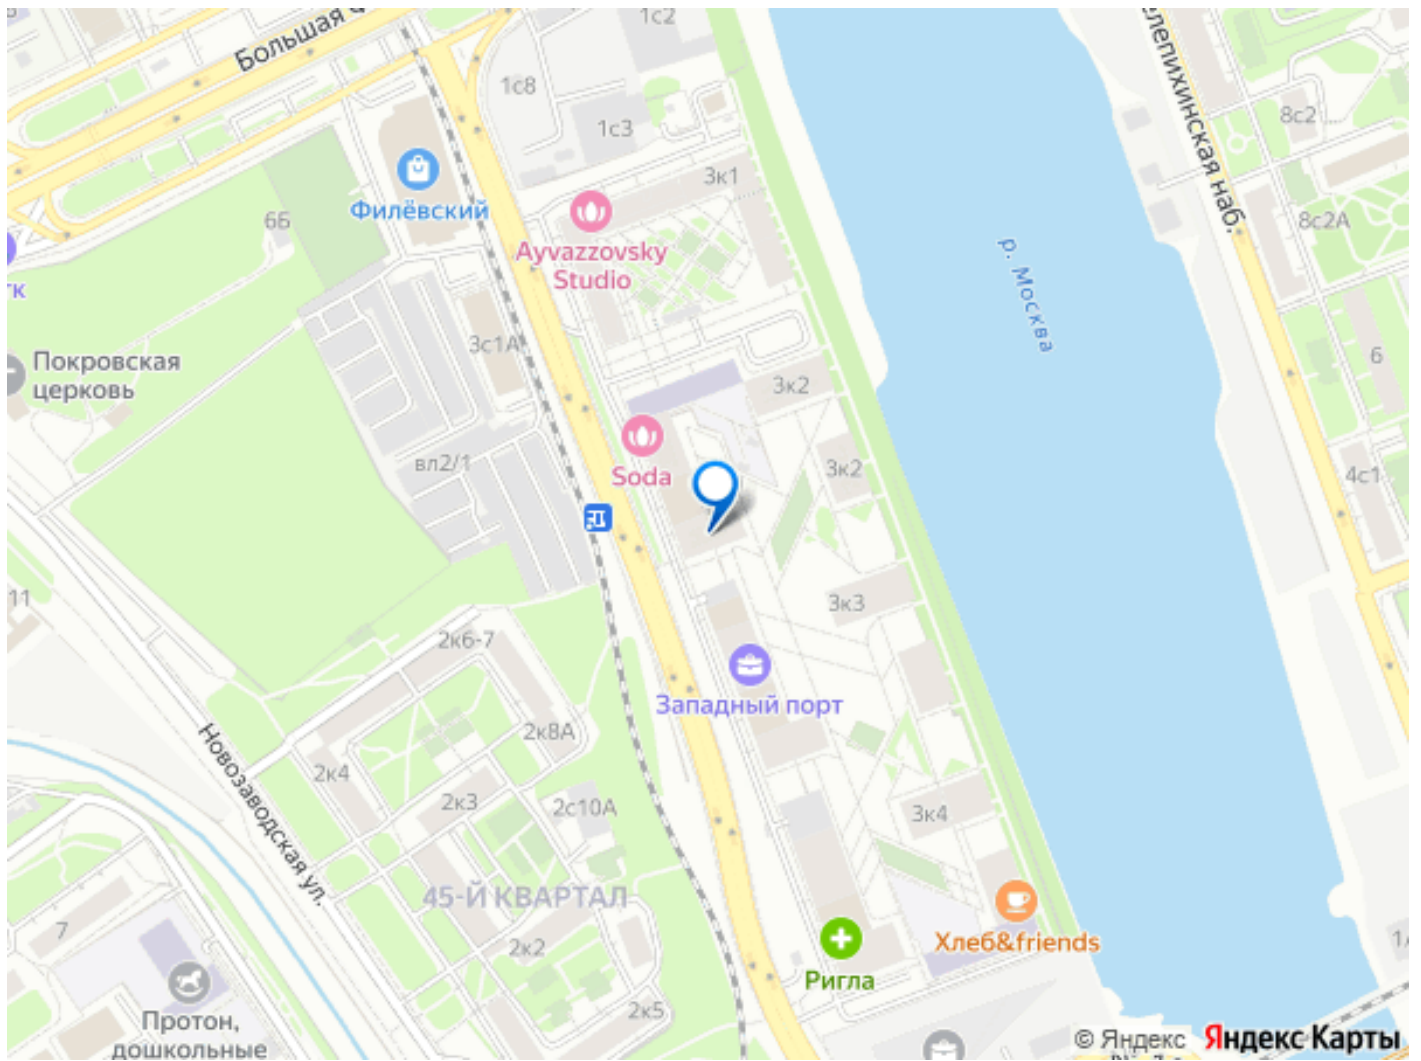 1с2
Большая
1с8
1с3
елепихинская наб.
8с2
3к1
Филёвский
6Б
Ayvazzovsky
Studio
8с2А
р. Москва
тк
3с1А
Покровская
церковь
6
3к2
вл2/1
Soda
3к2
4с1
11
3к3
2к6-7
Западный порт
Новозаводская ул.
2к8А
2к4
2к3
2с10А
3к4
45-Й КВАРТАЛ
7
2к2
Хлеб&friends
Ригла
2к5
Протон,
дошкольные
© Яндекс Яндекс Карты